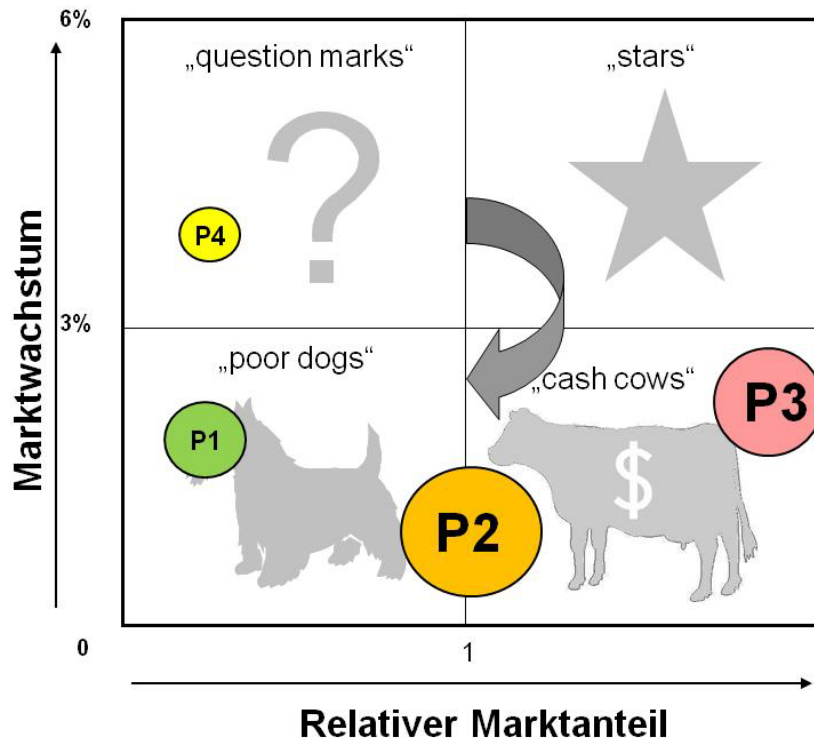 6%
„question marks“
„stars“
?
P4
3%
„poor dogs“
„cash cows“
P1
P2
P3
$
0
1
Marktwachstum
Relativer Marktanteil